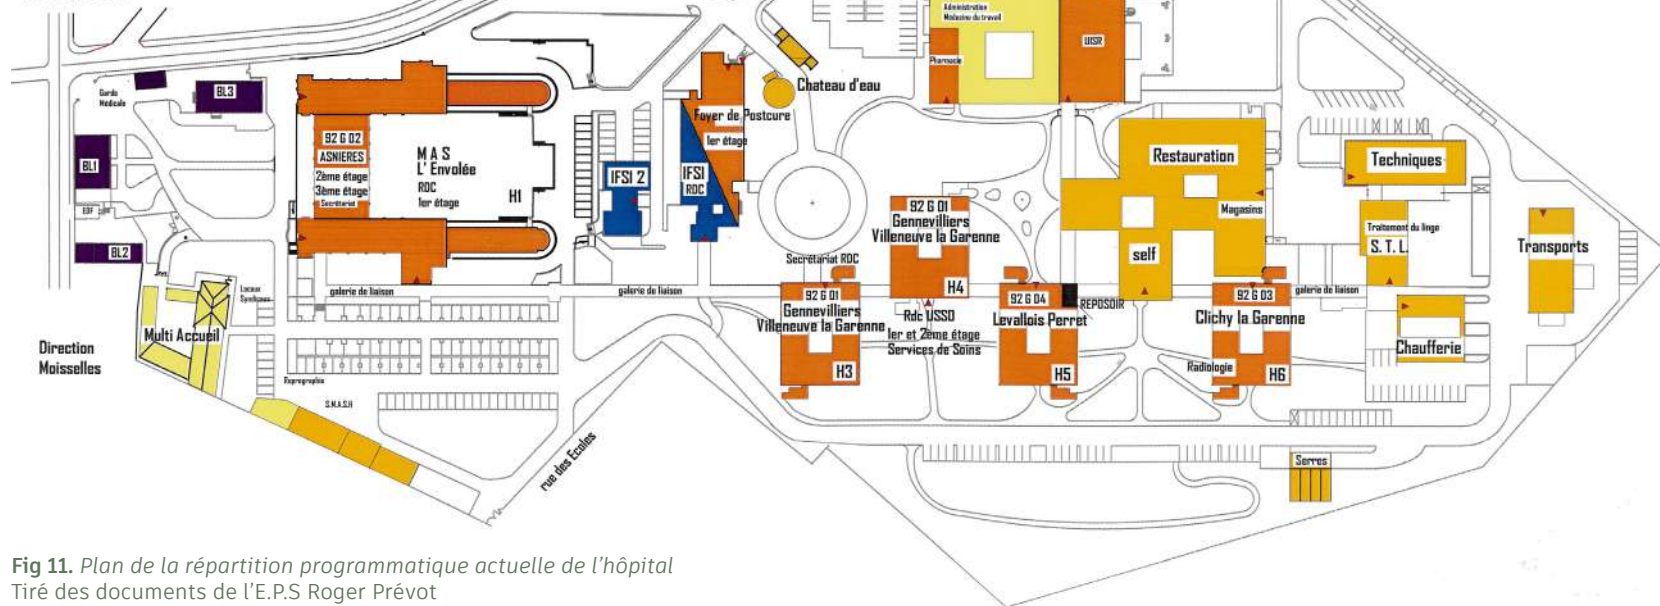 Administration
Médecine du travail
Pharmacie
UISR
Chateau d'eau
Garde
Médicale
BL3
BL1
EDF
BL2
92 G 02
ASNIERES
2ème étage
3ème étage
Secrétariat
M A S
L' Envolée
RDC
1er étage
H1
IFSI 2
IFSI
RDC
Foyer de Postcure
1er étage
Restauration
Magasins
self
Techniques
Traitement du linge
S. T. L.
Transports
Chaufferie
92 G 01
Gennevilliers
Villeneuve la Garenne
H4
Secrétariat RDC
92 G 01
Gennevilliers
Villeneuve la Garenne
H3
Rdc USSD
1er et 2ème étage
Services de Soins
92 G 04
Levallois Perret
H5
REPOSOIR
92 G 03
Clichy la Garenne
Radiologie
H6
galerie de liaison
galerie de liaison
galerie de liaison
Locaux
Syndicaux
Multi Accueil
Direction
Moisselles
Reprographie
S.M.A.S.H
rue des Ecoles
Serres
Fig 11. Plan de la répartition programmatique actuelle de l'hôpital
Tiré des documents de l'E.P.S Roger Prévot